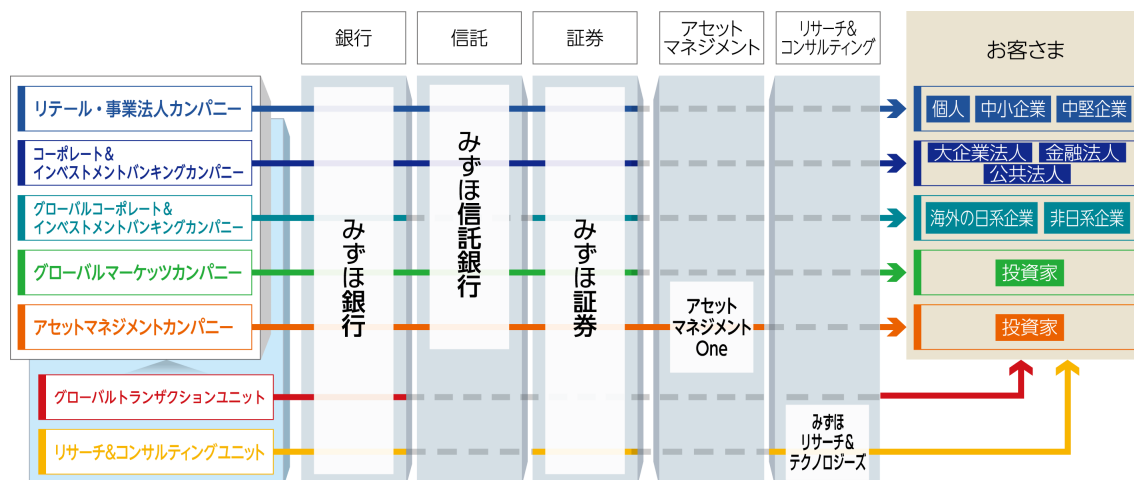 銀行
信託
証券
アセット
マネジメント
リサーチ&
コンサルティング
お客さま
リテール・事業法人カンパニー
コーポレート&
インベストメントバンキングカンパニー
グローバルコーポレート&
インベストメントバンキングカンパニー
グローバルマーケッツカンパニー
アセットマネジメントカンパニー
グローバルトランザクションユニット
リサーチ&コンサルティングユニット
みずほ銀行
みずほ信託銀行
みずほ証券
アセット
マネジメント
One
みずほ
リサーチ&
テクノロジーズ
個人 中小企業 中堅企業
大企業法人 金融法人
公共法人
海外の日系企業 非日系企業
投資家
投資家